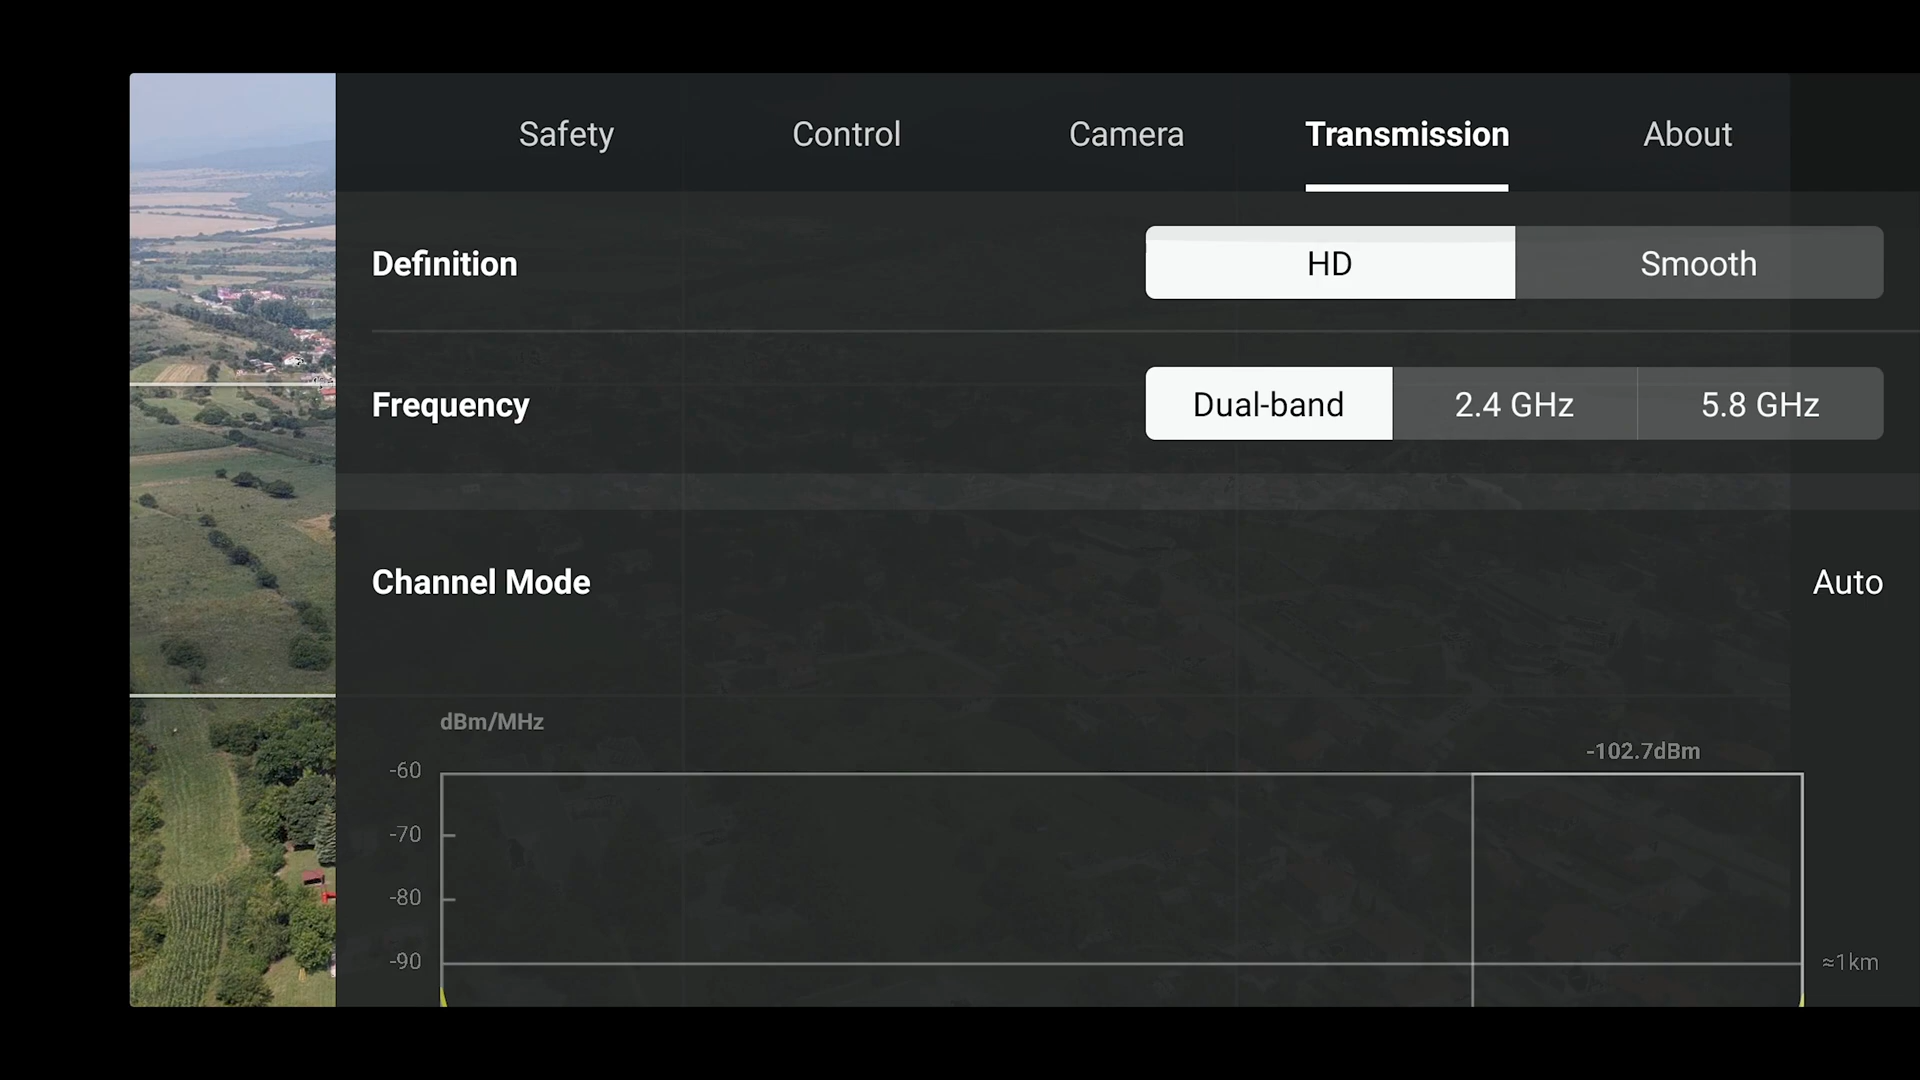 Safety Control Camera Transmission About
Definition HD Smooth
Frequency Dual-band 2.4 GHz 5.8 GHz
Channel Mode Auto
dBm/MHz
-102.7dBm
-60
-70
-80
-90 ≈1km